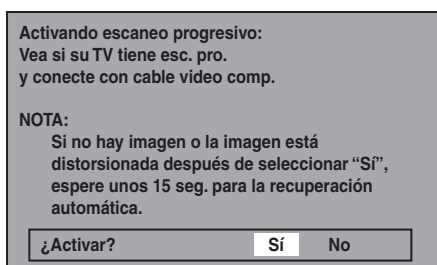 Activando escaneo progresivo:
Vea si su TV tiene esc. pro.
y conecte con cable video comp.
NOTA:
Si no hay imagen o la imagen está
distorsionada después de seleccionar “Sí”,
espere unos 15 seg. para la recuperación
automática.
¿Activar? Sí No